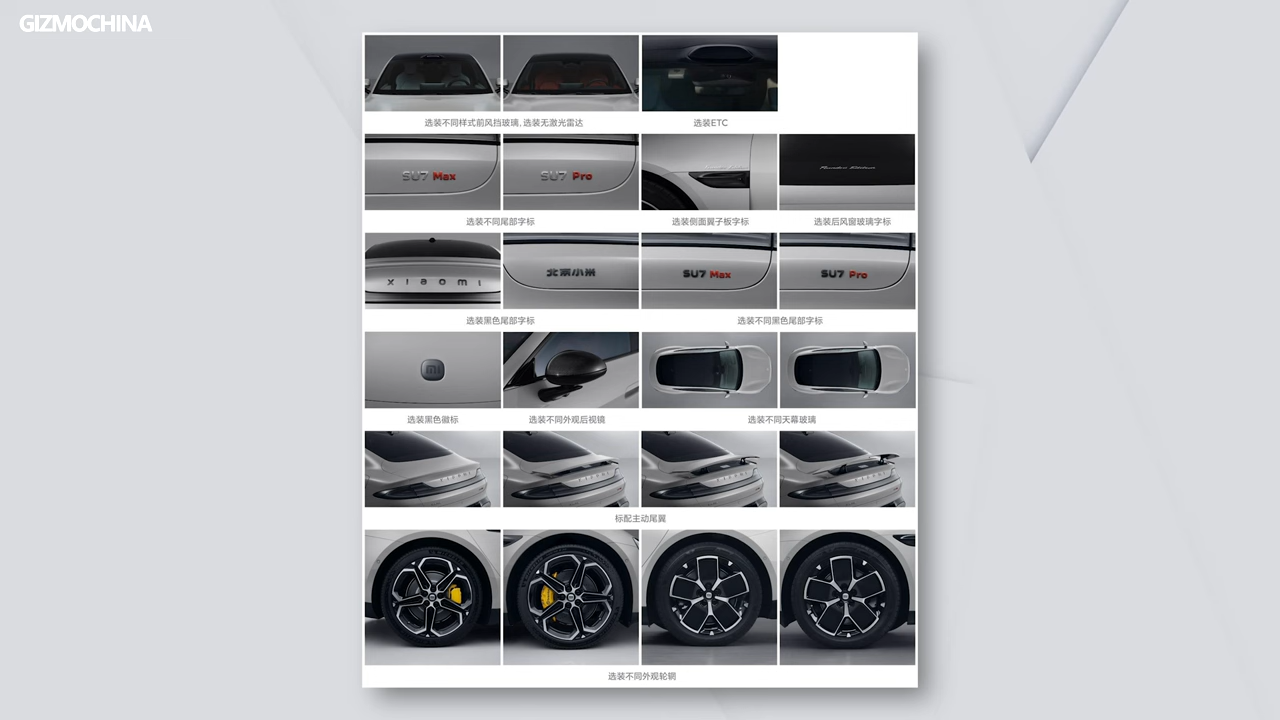 GIZMOCHINA
选装不同样式前风挡玻璃, 选装无激光雷达
选装ETC
SU7 Max
SU7 Pro
选装不同尾部字标
选装侧面翼子板字标
选装后风窗玻璃字标
xiaomi
北京小米
SU7 Max
SU7 Pro
选装黑色尾部字标
选装不同黑色尾部字标
mi
选装黑色徽标
选装不同外观后视镜
选装不同天幕玻璃
标配主动尾翼
选装不同外观轮辋